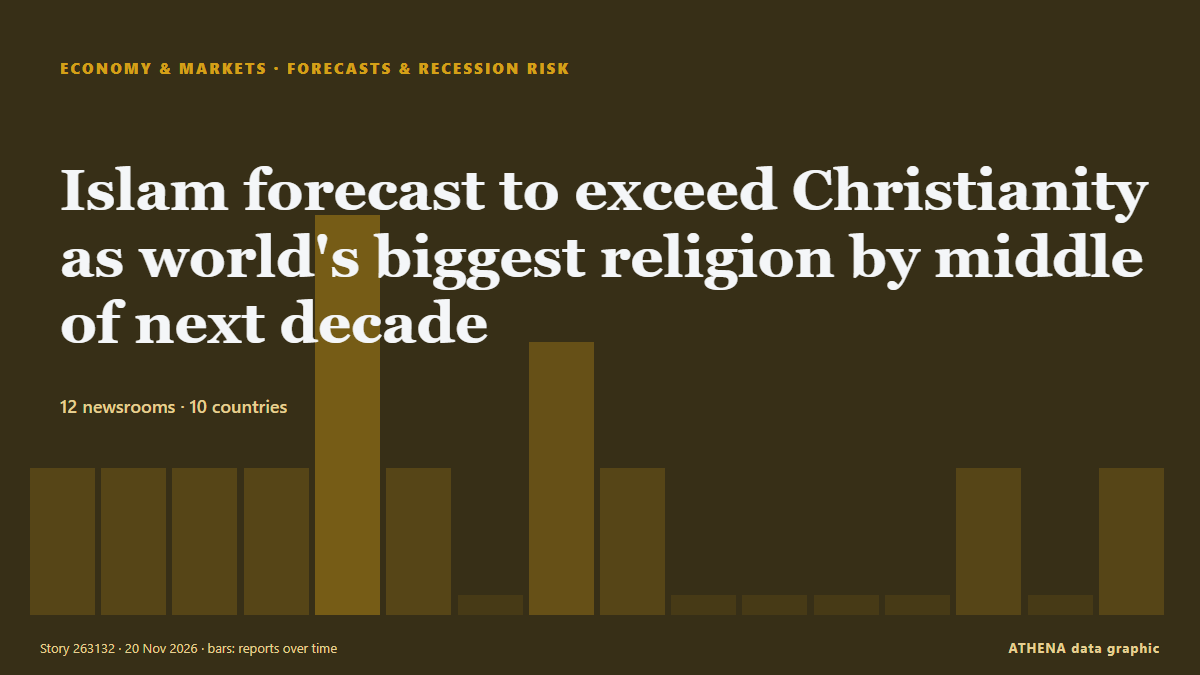 ECONOMY & MARKETS · FORECASTS & RECESSION RISK
Islam forecast to exceed Christianity
as world's biggest religion by middle
of next decade
12 newsrooms · 10 countries
Story 263132 · 20 Nov 2026 · bars: reports over time
ATHENA data graphic